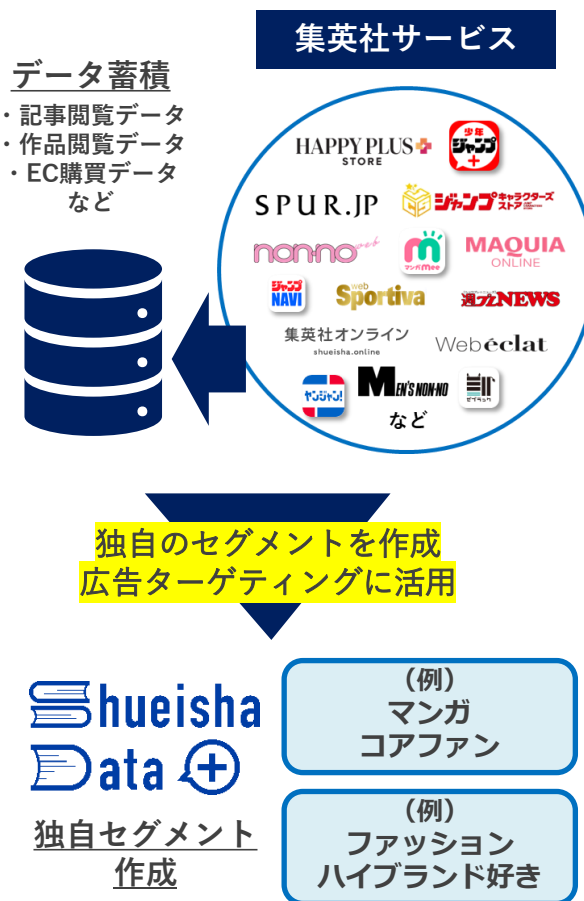 集英社サービス
データ蓄積
・記事閲覧データ
・作品閲覧データ
・EC購買データ
など
HAPPY PLUS
STORE
少年
ジャンプ
+
SPUR.JP
ジャンプキャラクターズ
ストア
non-no web
マンガMee
MAQUIA
ONLINE
ジャンプ
NAVI
web
Sportiva
週プレNEWS
集英社オンライン
shueisha.online
Web éclat
ヤンジャン!
MEN'S NON-NO
ゼブラック
など
独自のセグメントを作成
広告ターゲティングに活用
Shueisha
Data +
独自セグメント
作成
(例)
マンガ
コアファン
(例)
ファッション
ハイブランド好き